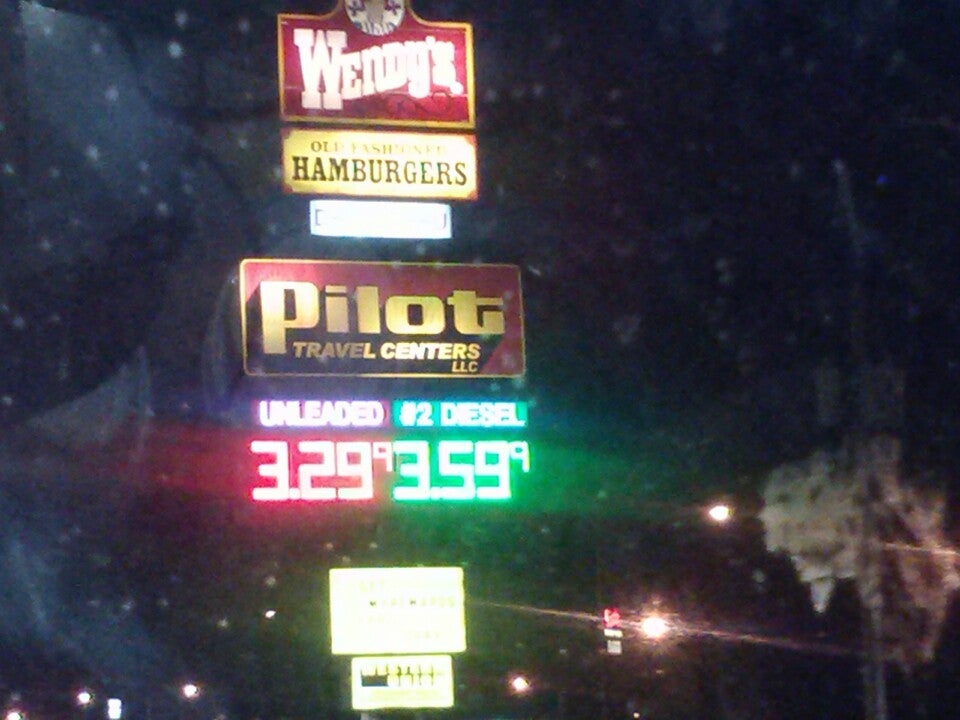 Wendy's
OLD FASHIONED
HAMBURGERS
Pilot
TRAVEL CENTERS
LLC
UNLEADED #2 DIESEL
3.29⁹ 3.59⁹